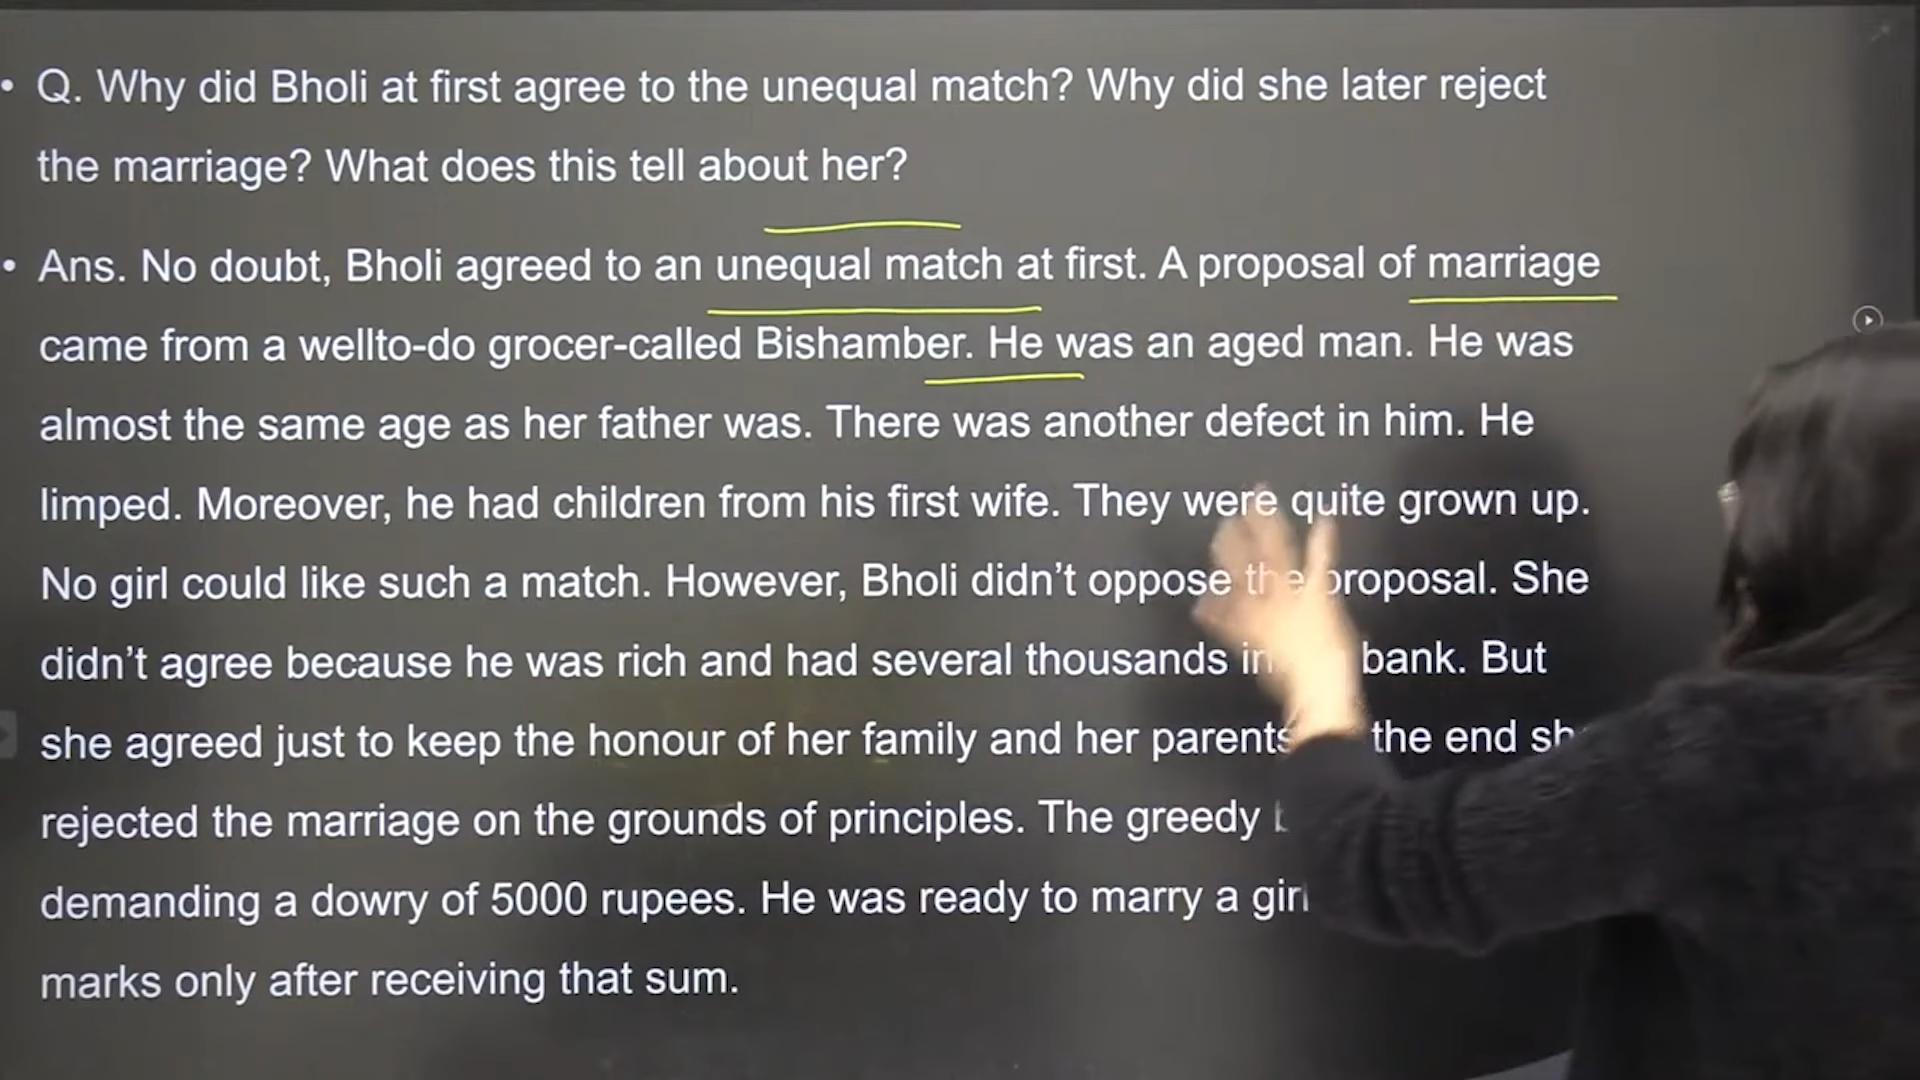 • Q. Why did Bholi at first agree to the unequal match? Why did she later reject
the marriage? What does this tell about her?
• Ans. No doubt, Bholi agreed to an unequal match at first. A proposal of marriage
came from a wellto-do grocer-called Bishamber. He was an aged man. He was
almost the same age as her father was. There was another defect in him. He
limped. Moreover, he had children from his first wife. They were quite grown up.
No girl could like such a match. However, Bholi didn’t oppose the proposal. She
didn’t agree because he was rich and had several thousands bank. But
she agreed just to keep the honour of her family and her parents the end
rejected the marriage on the grounds of principles. The greedy
demanding a dowry of 5000 rupees. He was ready to marry a girl
marks only after receiving that sum.